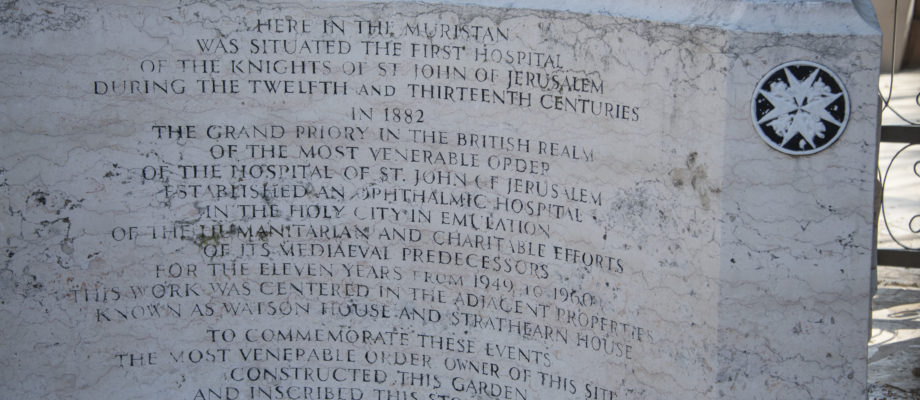 HERE IN THE MURISTAN
WAS SITUATED THE FIRST HOSPITAL
OF THE KNIGHTS OF ST. JOHN OF JERUSALEM
DURING THE TWELFTH AND THIRTEENTH CENTURIES
IN 1882
THE GRAND PRIORY IN THE BRITISH REALM
OF THE MOST VENERABLE ORDER
OF THE HOSPITAL OF ST. JOHN OF JERUSALEM
ESTABLISHED AN OPHTHALMIC HOSPITAL
IN THE HOLY CITY IN EMULATION
OF THE HUMANITARIAN AND CHARITABLE EFFORTS
OF ITS MEDIAEVAL PREDECESSORS
FOR THE ELEVEN YEARS FROM 1949 TO 1960
THIS WORK WAS CENTERED IN THE ADJACENT PROPERTIES
KNOWN AS WATSON HOUSE AND STRATHEARN HOUSE
TO COMMEMORATE THESE EVENTS
THE MOST VENERABLE ORDER OWNER OF THIS SITE
CONSTRUCTED THIS GARDEN
AND INSCRIBED THIS